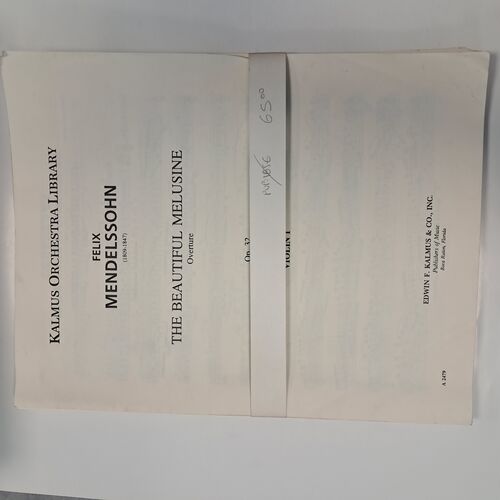 KALMUS ORCHESTRA LIBRARY
FELIX
MENDELSSOHN
(1809-1847)
THE BEAUTIFUL MELUSINE
Overture
Op. 32
VIOLIN I
65 00
EDWIN F. KALMUS & CO., INC.
Publishers of Music
Boca Raton, Florida
A 2479